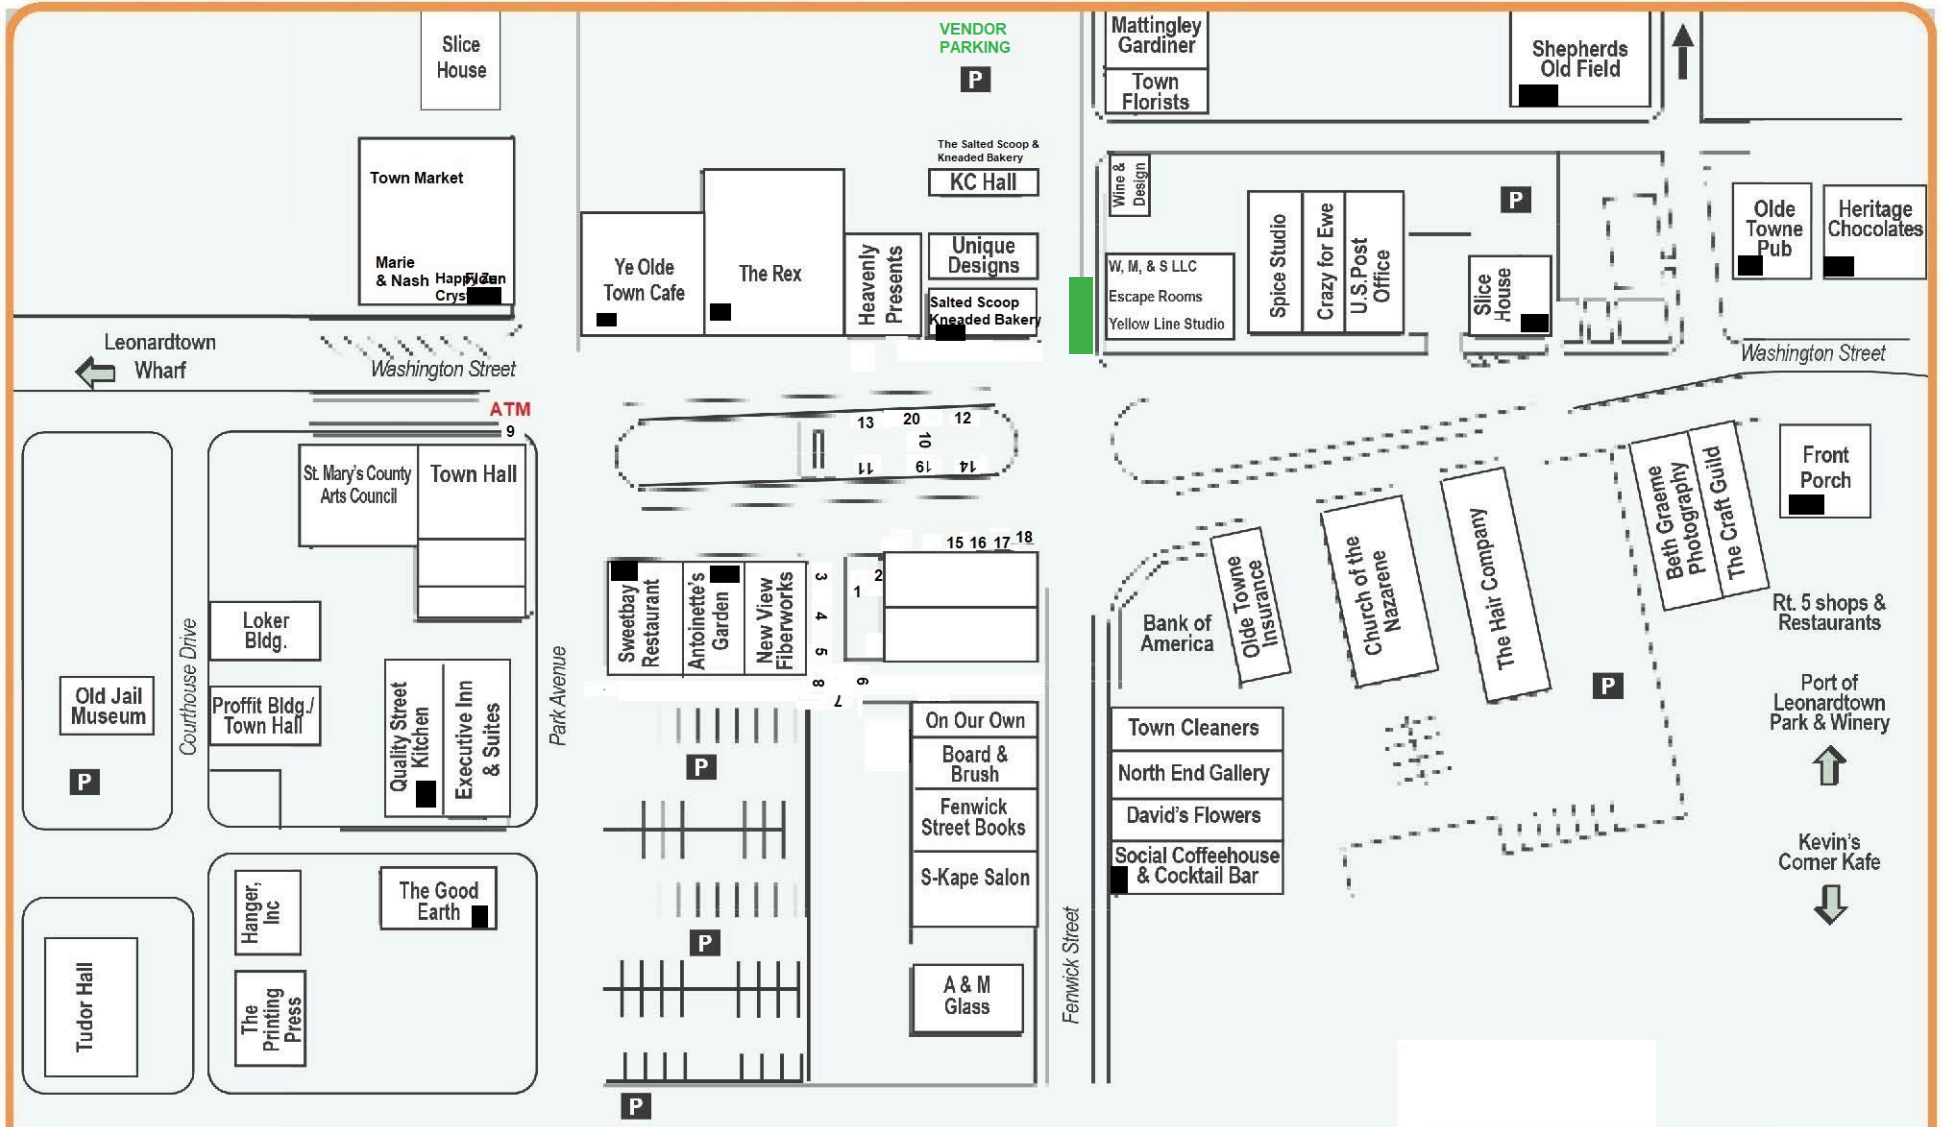 VENDOR
PARKING
P
Slice
House
Mattingley
Gardiner
Town
Florists
Shepherds
Old Field
Town Market
Marie
& Nash
Happy
Crys
The Salted Scoop &
Kneaded Bakery
KC Hall
Unique
Designs
Salted Scoop
Kneaded Bakery
Ye Olde
Town Cafe
The Rex
Heavenly
Presents
Wine &
Design
W, M, & S LLC
Escape Rooms
Yellow Line Studio
Spice Studio
Crazy for Ewe
U.S.Post
Office
P
Slice
House
Olde
Towne
Pub
Heritage
Chocolates
Leonardtown
Wharf
Washington Street
Washington Street
ATM
9
13
20
12
10
11
19
14
St. Mary's County
Arts Council
Town Hall
Front
Porch
Beth Graeme
Photography
The Craft Guild
15 16 17 18
Sweetbay
Restaurant
Antoinette's
Garden
New View
Fiberworks
3
4
5
8
7
6
2
1
Bank of
America
Olde Towne
Insurance
Church of the
Nazarene
The Hair Company
Rt. 5 shops &
Restaurants
Loker
Bldg.
Proffit Bldg./
Town Hall
Courthouse Drive
Park Avenue
Old Jail
Museum
P
Quality Street
Kitchen
Executive Inn
& Suites
P
On Our Own
Board &
Brush
Fenwick
Street Books
S-Kape Salon
Town Cleaners
North End Gallery
David's Flowers
Social Coffeehouse
& Cocktail Bar
P
Port of
Leonardtown
Park & Winery
Kevin's
Corner Kafe
Hanger,
Inc
The Good
Earth
The
Printing
Press
Tudor Hall
P
A & M
Glass
Fenwick Street
P